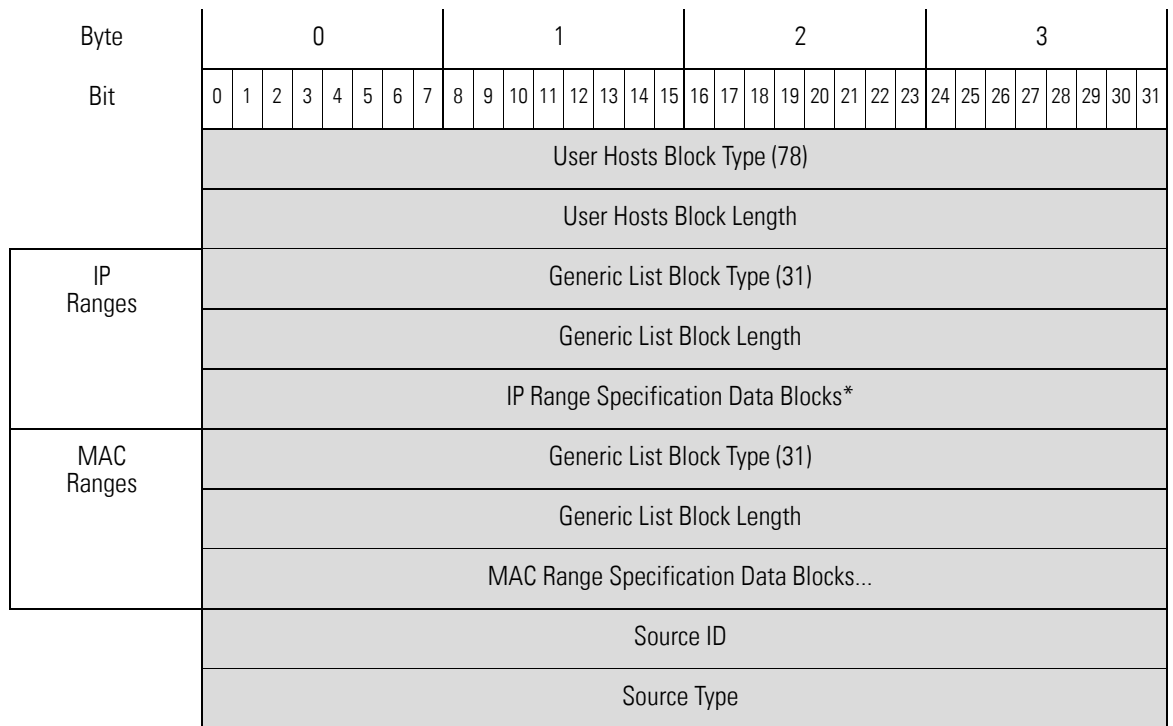 Byte 0 1 2 3
Bit 0 1 2 3 4 5 6 7 8 9 10 11 12 13 14 15 16 17 18 19 20 21 22 23 24 25 26 27 28 29 30 31
User Hosts Block Type (78)
User Hosts Block Length
IP
Ranges
Generic List Block Type (31)
Generic List Block Length
IP Range Specification Data Blocks*
MAC
Ranges
Generic List Block Type (31)
Generic List Block Length
MAC Range Specification Data Blocks...
Source ID
Source Type